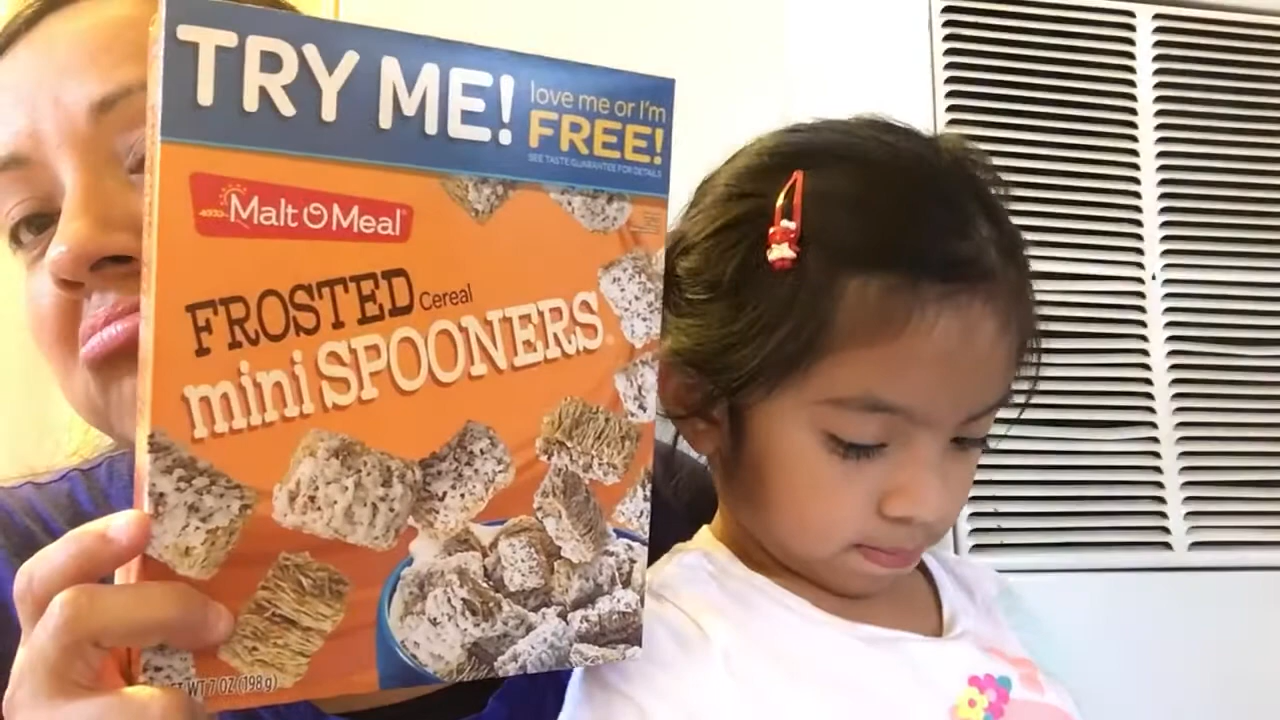 TRY ME!
love me or I'm
FREE!
SEE TASTE GUARANTEE FOR DETAILS
Malt O Meal®
FROSTED Cereal
mini SPOONERS
WT 7 OZ (198g)